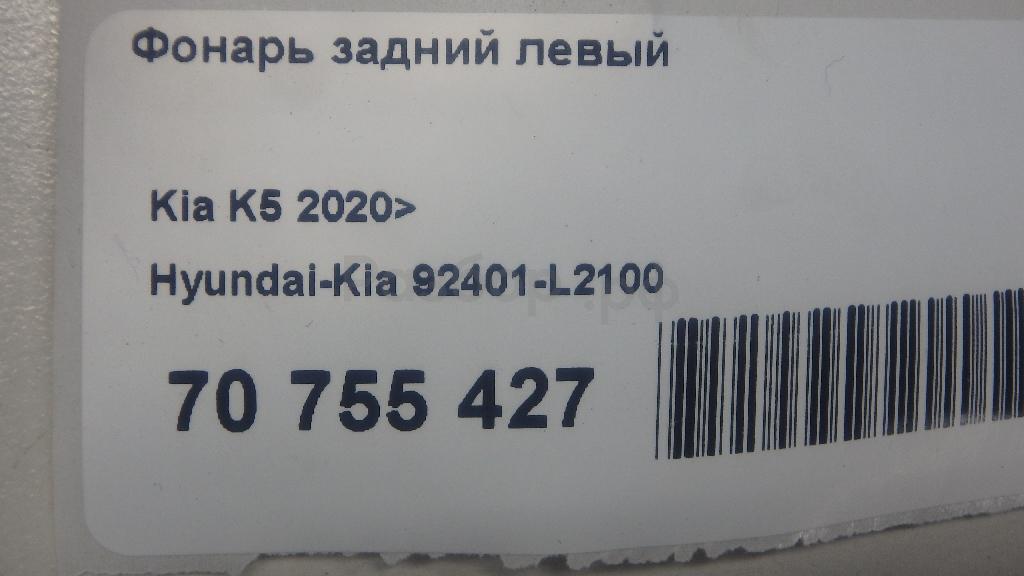 Фонарь задний левый
Kia K5 2020>
Hyundai-Kia 92401-L2100
70 755 427